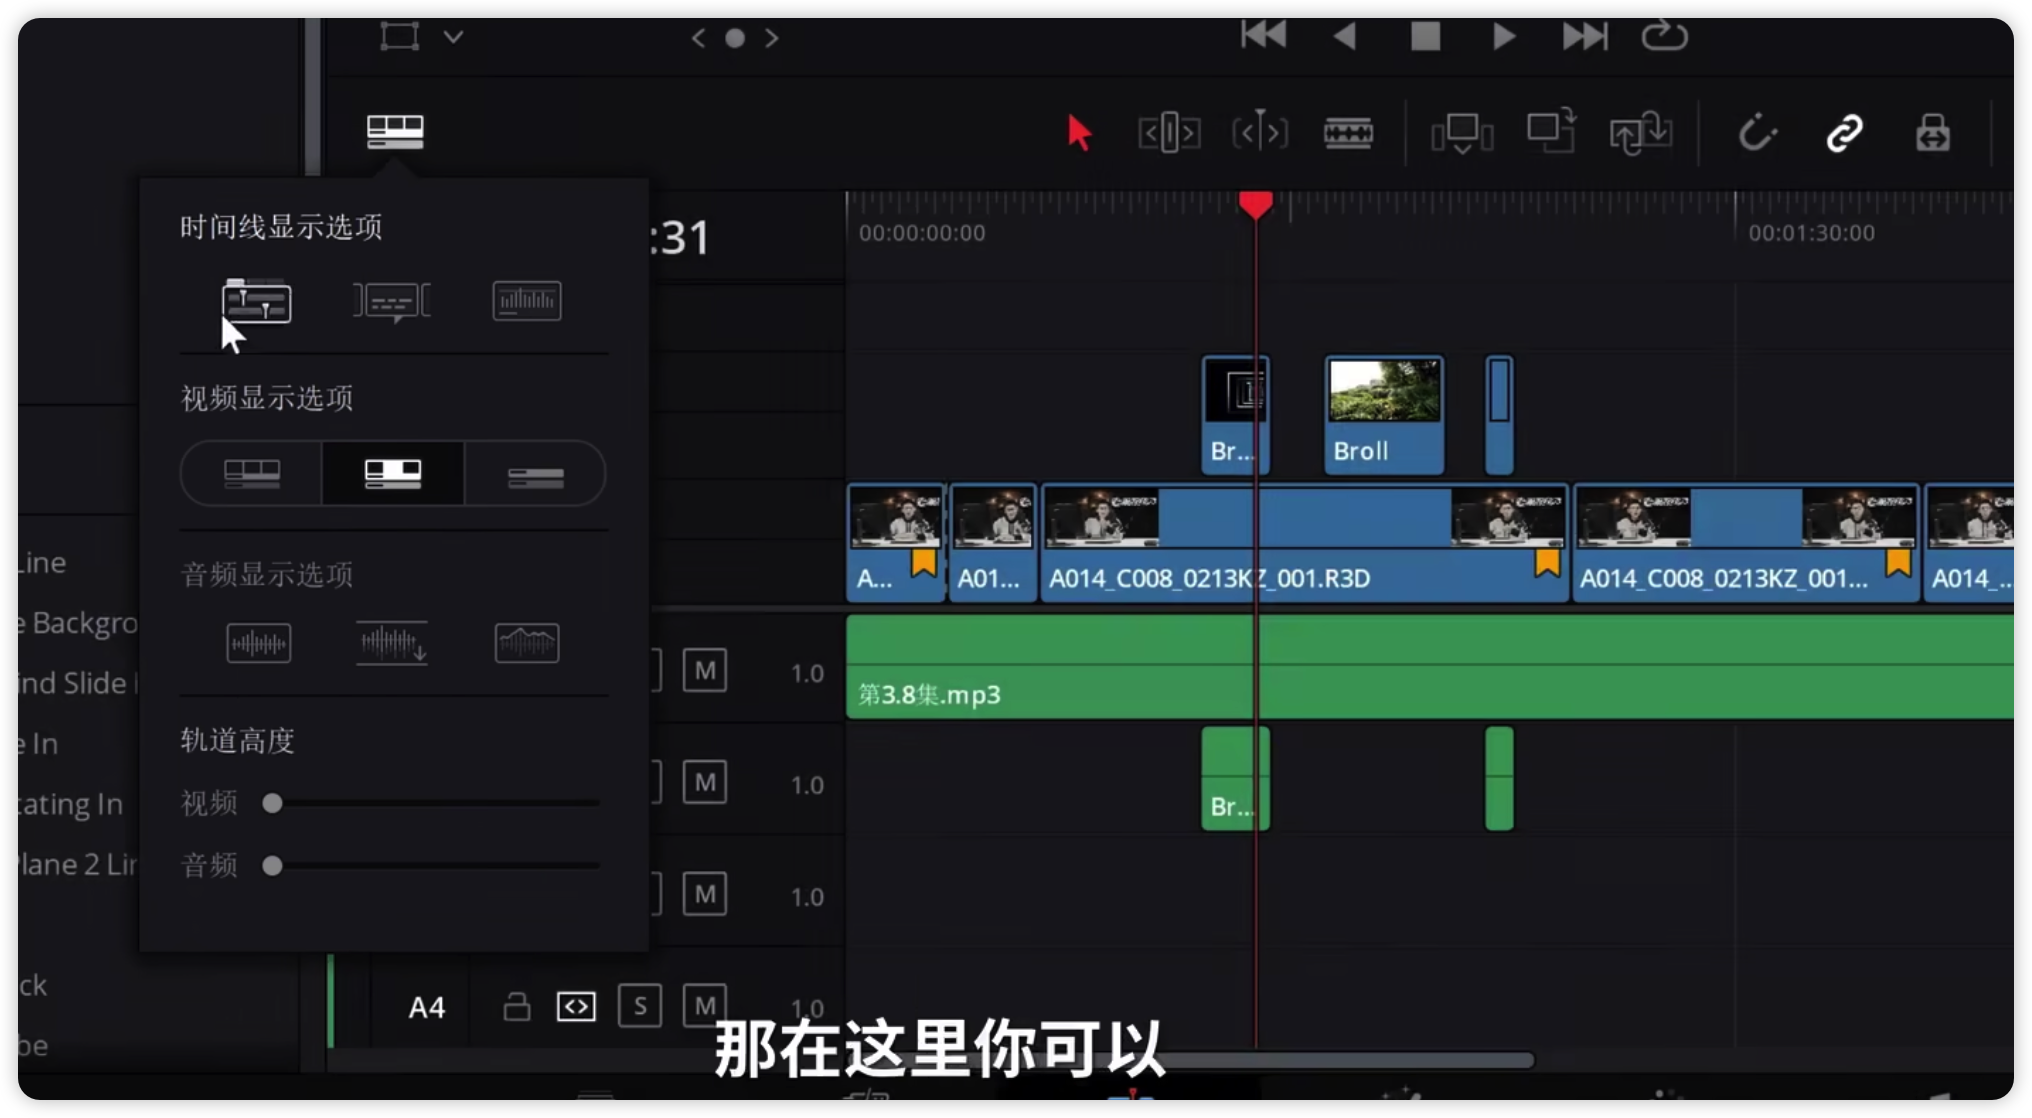 时间线显示选项
:31
00:00:00:00
00:01:30:00
视频显示选项
Br...
Broll
Line
音频显示选项
A...
A01...
A014_C008_0213KZ_001.R3D
A014_C008_0213KZ_001...
A014_...
e Backgro
ind Slide
M
1.0
第3.8集.mp3
轨道高度
e In
M
1.0
Br...
视频
tating In
音频
Plane 2 Lin
M
1.0
ck
A4
S
M
1.0
be
那在这里你可以